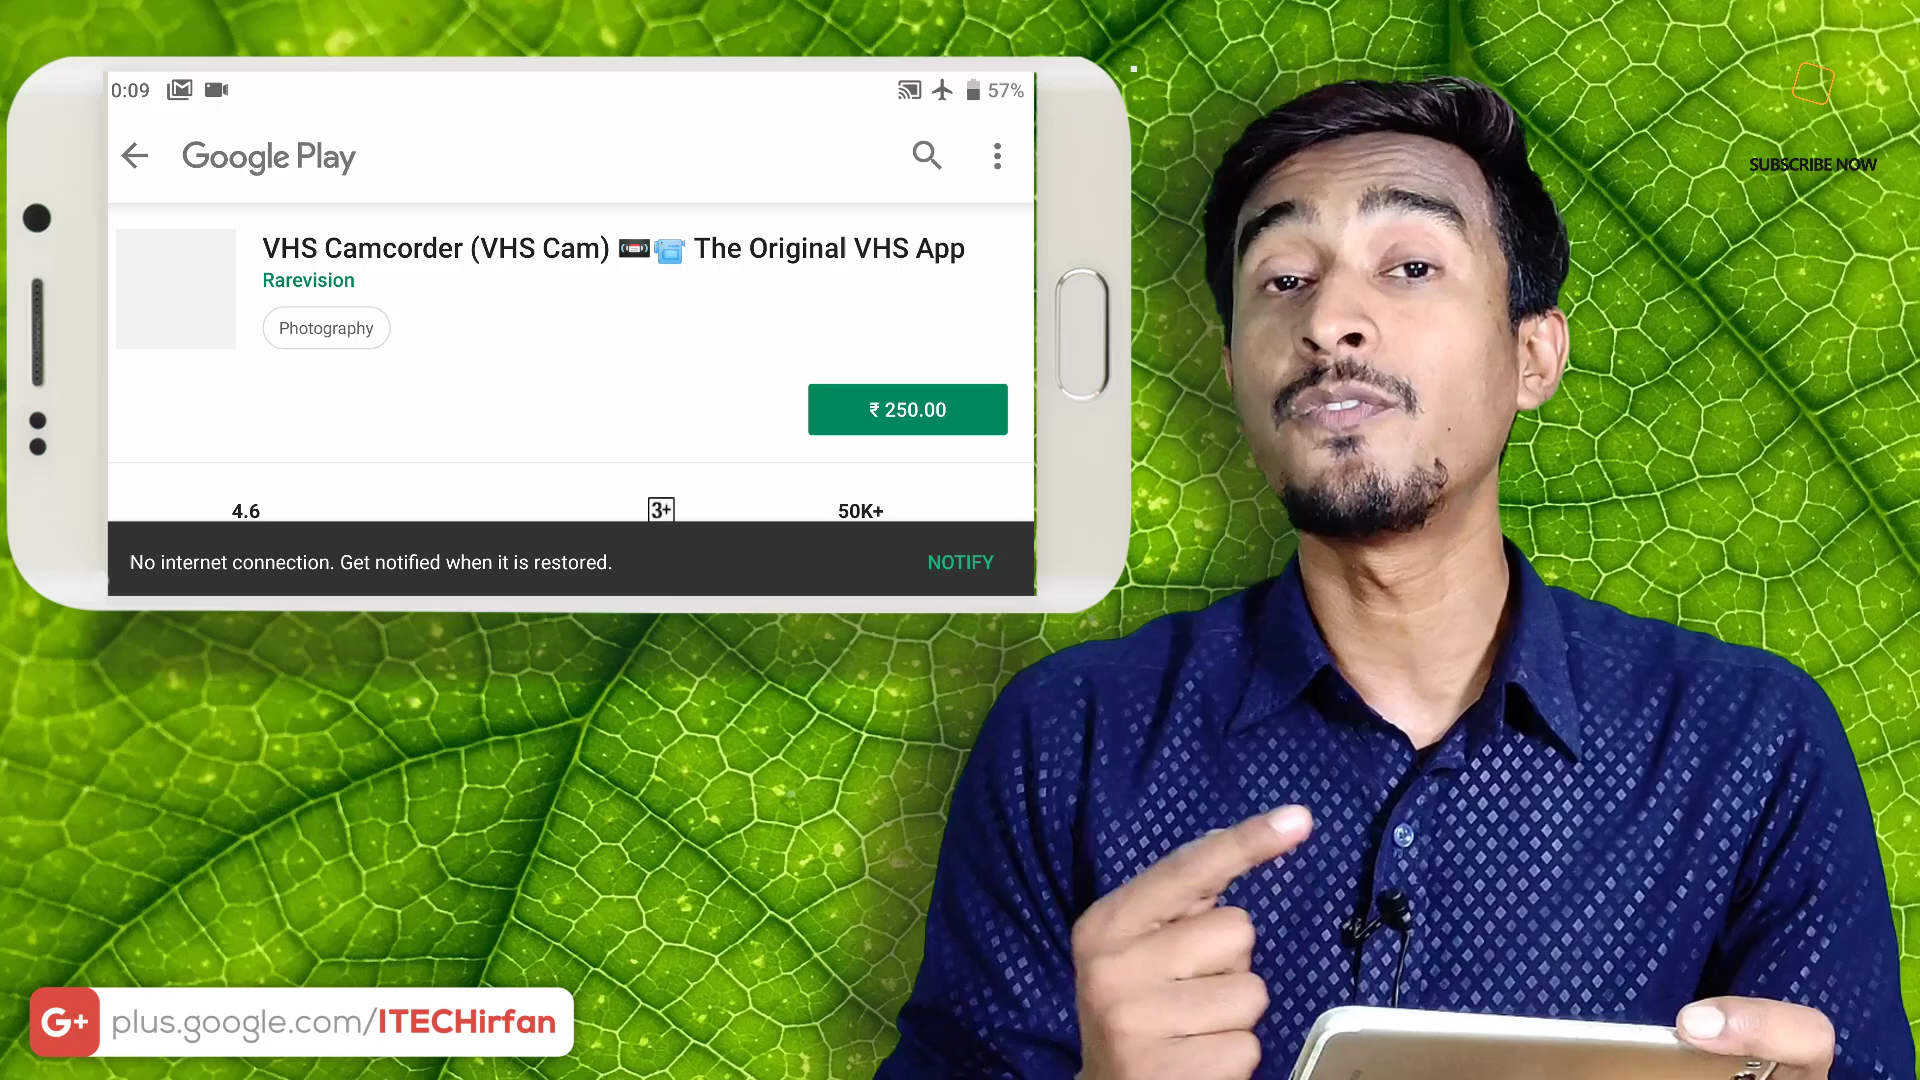 0:09
57%
Google Play
VHS Camcorder (VHS Cam) 📼📹 The Original VHS App
Rarevision
Photography
₹ 250.00
4.6
3+
50K+
No internet connection. Get notified when it is restored.
NOTIFY
SUBSCRIBE NOW
G+ plus.google.com/ITECHirfan